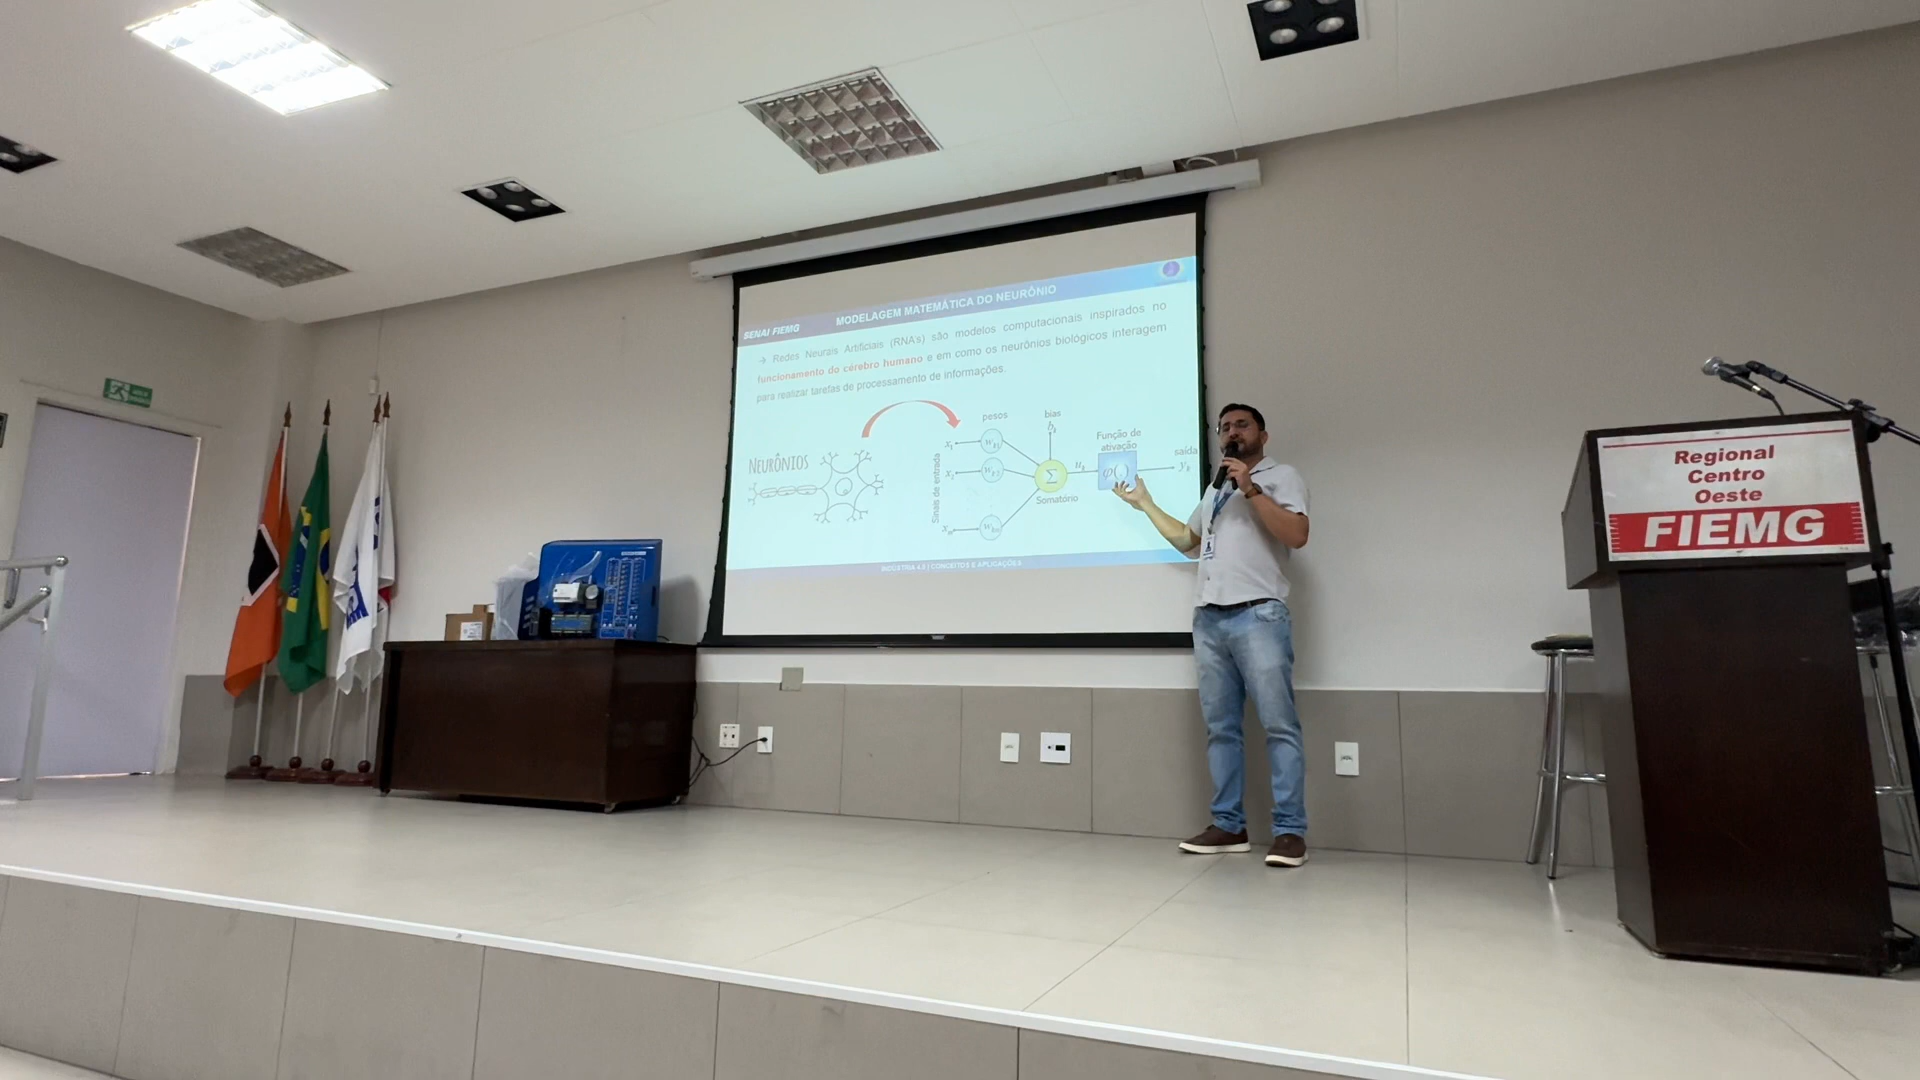 SENAI FIEMG
MODELAGEM MATEMÁTICA DO NEURÔNIO
→ Redes Neurais Artificiais (RNAs) são modelos computacionais inspirados no
funcionamento do cérebro humano e em como os neurônios biológicos interagem
para realizar tarefas de processamento de informações.
NEURÔNIOS
Sinais de entrada
pesos
bias
Função de
ativação
saída
x₁
x₂
Σ
φ(.)
Somatório
INDÚSTRIA 4.0 | CONCEITOS E APLICAÇÕES
Regional
Centro
Oeste
FIEMG